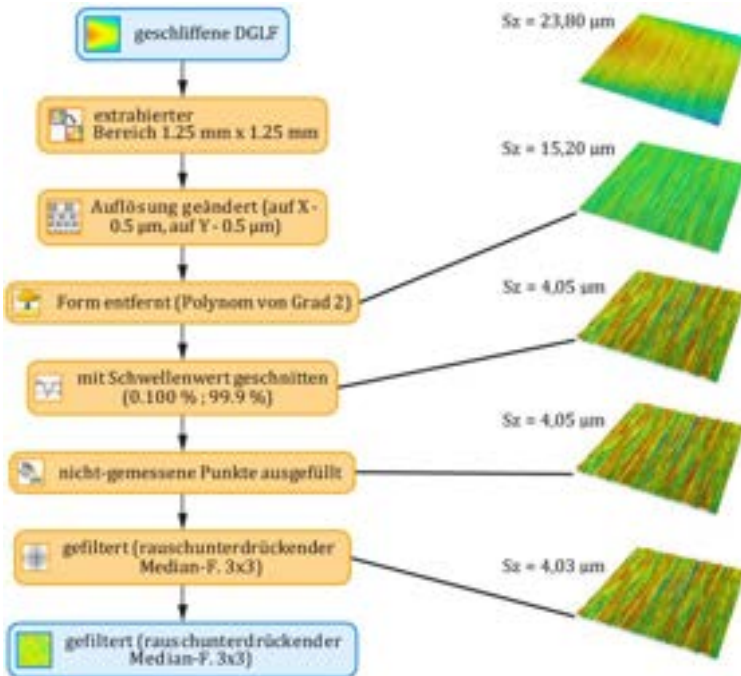 geschliffene DGLF
Sz = 23,80 µm
extrahierter
Bereich 1.25 mm x 1.25 mm
Sz = 15,20 µm
Auflösung geändert (auf X -
0.5 µm, auf Y - 0.5 µm)
Form entfernt (Polynom von Grad 2)
Sz = 4,05 µm
mit Schwellenwert geschnitten
(0.100 % ; 99.9 %)
Sz = 4,05 µm
nicht-gemessene Punkte ausgefüllt
gefiltert (rauschunterdrückender
Median-F. 3x3)
Sz = 4,03 µm
gefiltert (rauschunterdrückender
Median-F. 3x3)